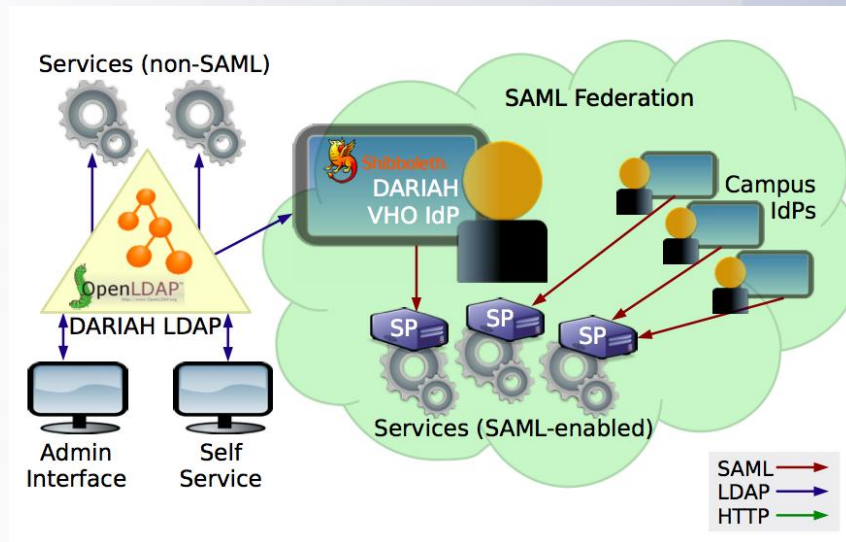 Services (non-SAML)
SAML Federation
Shibboleth
DARIAH
VHO IdP
Campus
IdPs
OpenLDAP
DARIAH LDAP
SP
SP
SP
Services (SAML-enabled)
Admin
Interface
Self
Service
SAML
LDAP
HTTP